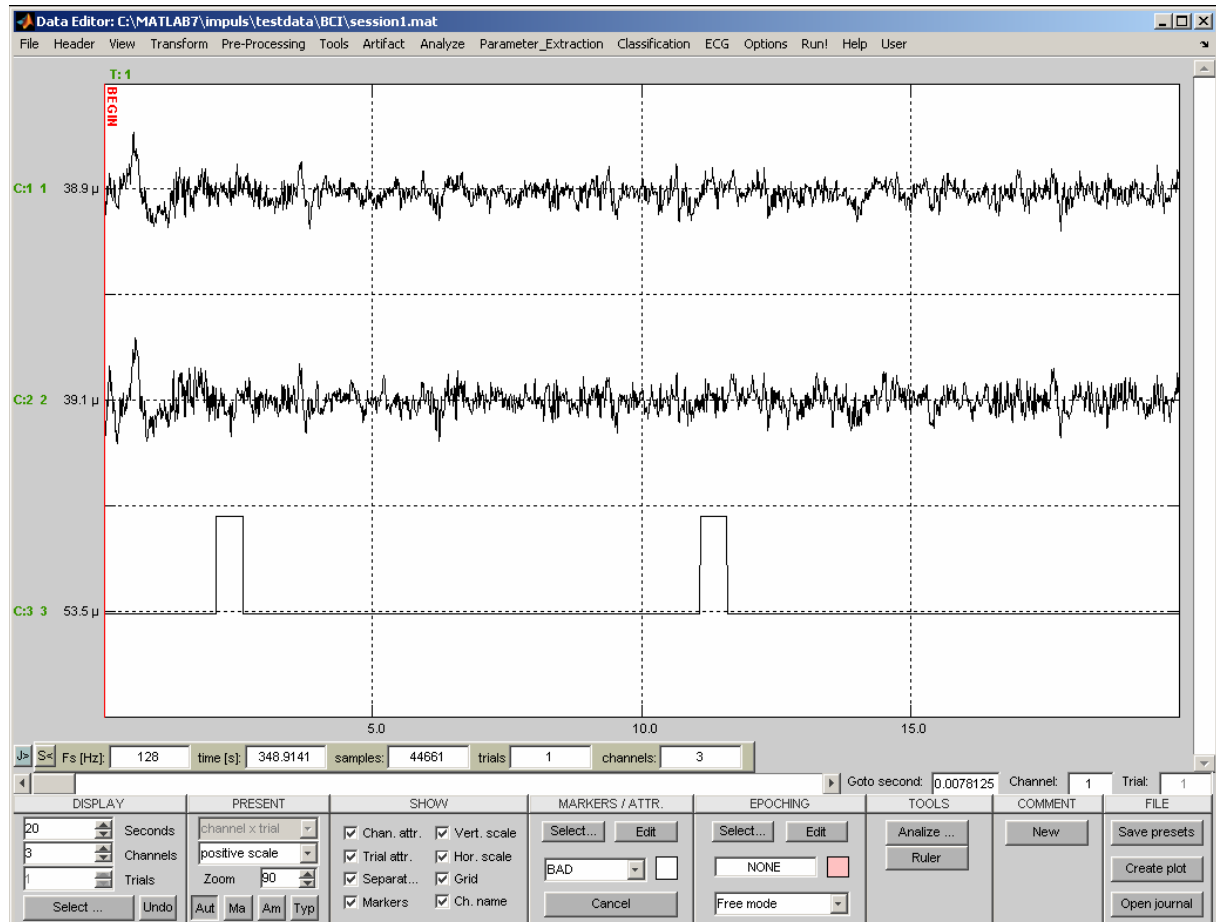 Data Editor: C:\MATLAB7\impuls\testdata\BCI\session1.mat
File Header View Transform Pre-Processing Tools Artifact Analyze Parameter_Extraction Classification ECG Options Run! Help User
T: 1
BEGIN
C:1 1 38.9 µ
C:2 2 39.1 µ
C:3 3 53.5 µ
5.0 10.0 15.0
J> S< Fs [Hz]: 128 time [s]: 348.9141 samples: 44661 trials 1 channels: 3
Goto second: 0.0078125 Channel: 1 Trial: 1
DISPLAY PRESENT SHOW MARKERS / ATTR. EPOCHING TOOLS COMMENT FILE
20 Seconds channel x trial Chan. attr. Vert. scale Select... Edit Select... Edit Analize ... New Save presets
3 Channels positive scale Trial attr. Hor. scale BAD NONE Ruler Create plot
1 Trials Zoom 90 Separat... Grid
Select ... Undo Aut Ma Am Typ Markers Ch. name Cancel Free mode Open journal